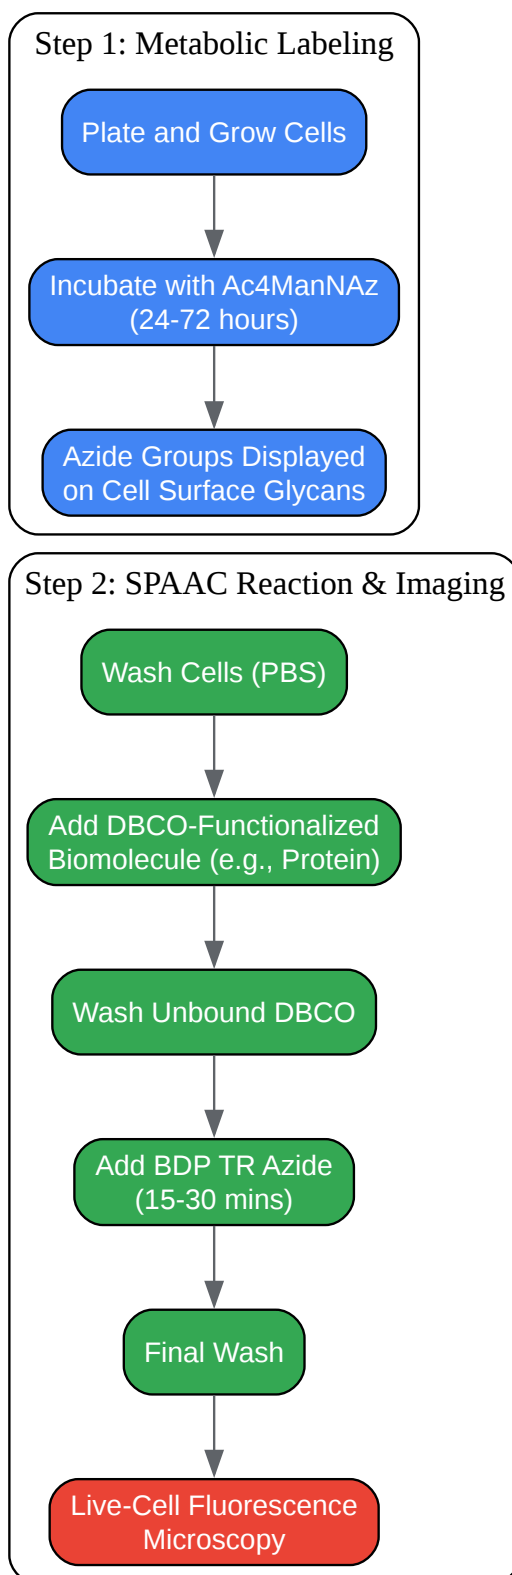 Step 1: Metabolic Labeling
Plate and Grow Cells
Incubate with Ac4ManNAz
(24-72 hours)
Azide Groups Displayed
on Cell Surface Glycans
Step 2: SPAAC Reaction & Imaging
Wash Cells (PBS)
Add DBCO-Functionalized
Biomolecule (e.g., Protein)
Wash Unbound DBCO
Add BDP TR Azide
(15-30 mins)
Final Wash
Live-Cell Fluorescence
Microscopy